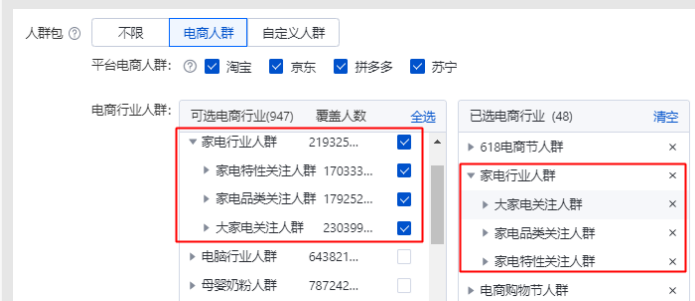 人群包 不限 电商人群 自定义人群
平台电商人群: 淘宝 京东 拼多多 苏宁
电商行业人群: 可选电商行业(947) 覆盖人数 全选 已选电商行业 (48) 清空
家电行业人群 219325... 618电商节人群 ×
家电特性关注人群 170333... 家电行业人群 ×
家电品类关注人群 179252... 大家电关注人群 ×
大家电关注人群 230399... 家电品类关注人群 ×
电脑行业人群 643821... 家电特性关注人群 ×
母婴奶粉人群 787242... 电商购物节人群 ×